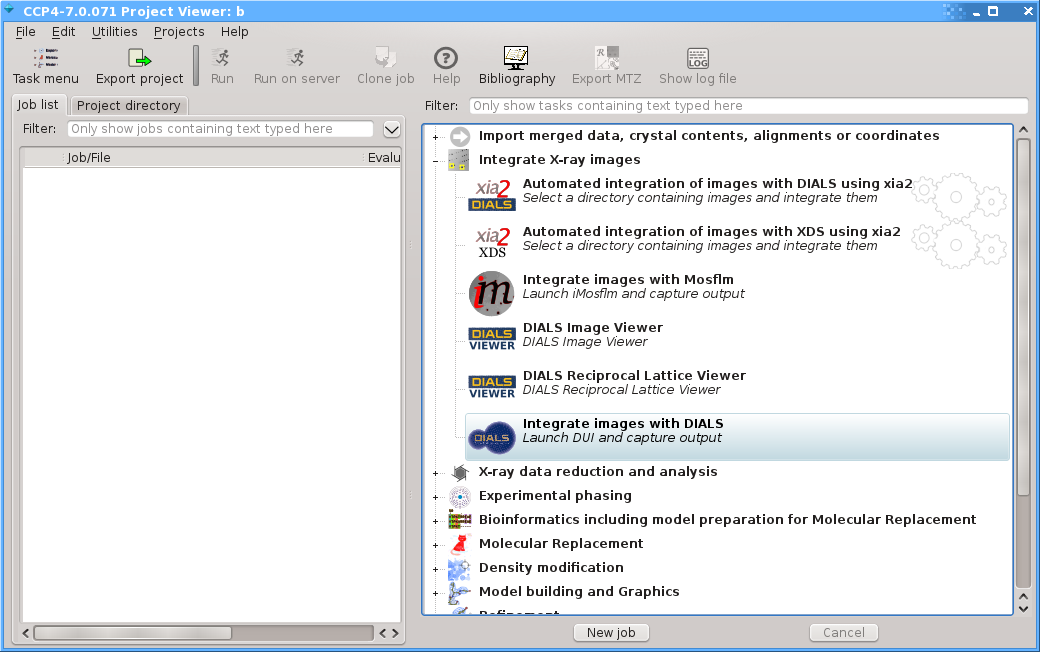 CCP4-7.0.071 Project Viewer: b
File Edit Utilities Projects Help
Task menu Export project Run Run on server Clone job Help Bibliography Export MTZ Show log file
Job list Project directory
Filter: Only show jobs containing text typed here
Job/File Evalu
Filter: Only show tasks containing text typed here
Import merged data, crystal contents, alignments or coordinates
Integrate X-ray images
xia2 DIALS
Automated integration of images with DIALS using xia2
Select a directory containing images and integrate them
xia2 XDS
Automated integration of images with XDS using xia2
Select a directory containing images and integrate them
im
Integrate images with Mosflm
Launch iMosflm and capture output
DIALS VIEWER
DIALS Image Viewer
DIALS Image Viewer
DIALS VIEWER
DIALS Reciprocal Lattice Viewer
DIALS Reciprocal Lattice Viewer
DIALS
Integrate images with DIALS
Launch DUI and capture output
X-ray data reduction and analysis
Experimental phasing
Bioinformatics including model preparation for Molecular Replacement
Molecular Replacement
Density modification
Model building and Graphics
Refinement
New job Cancel